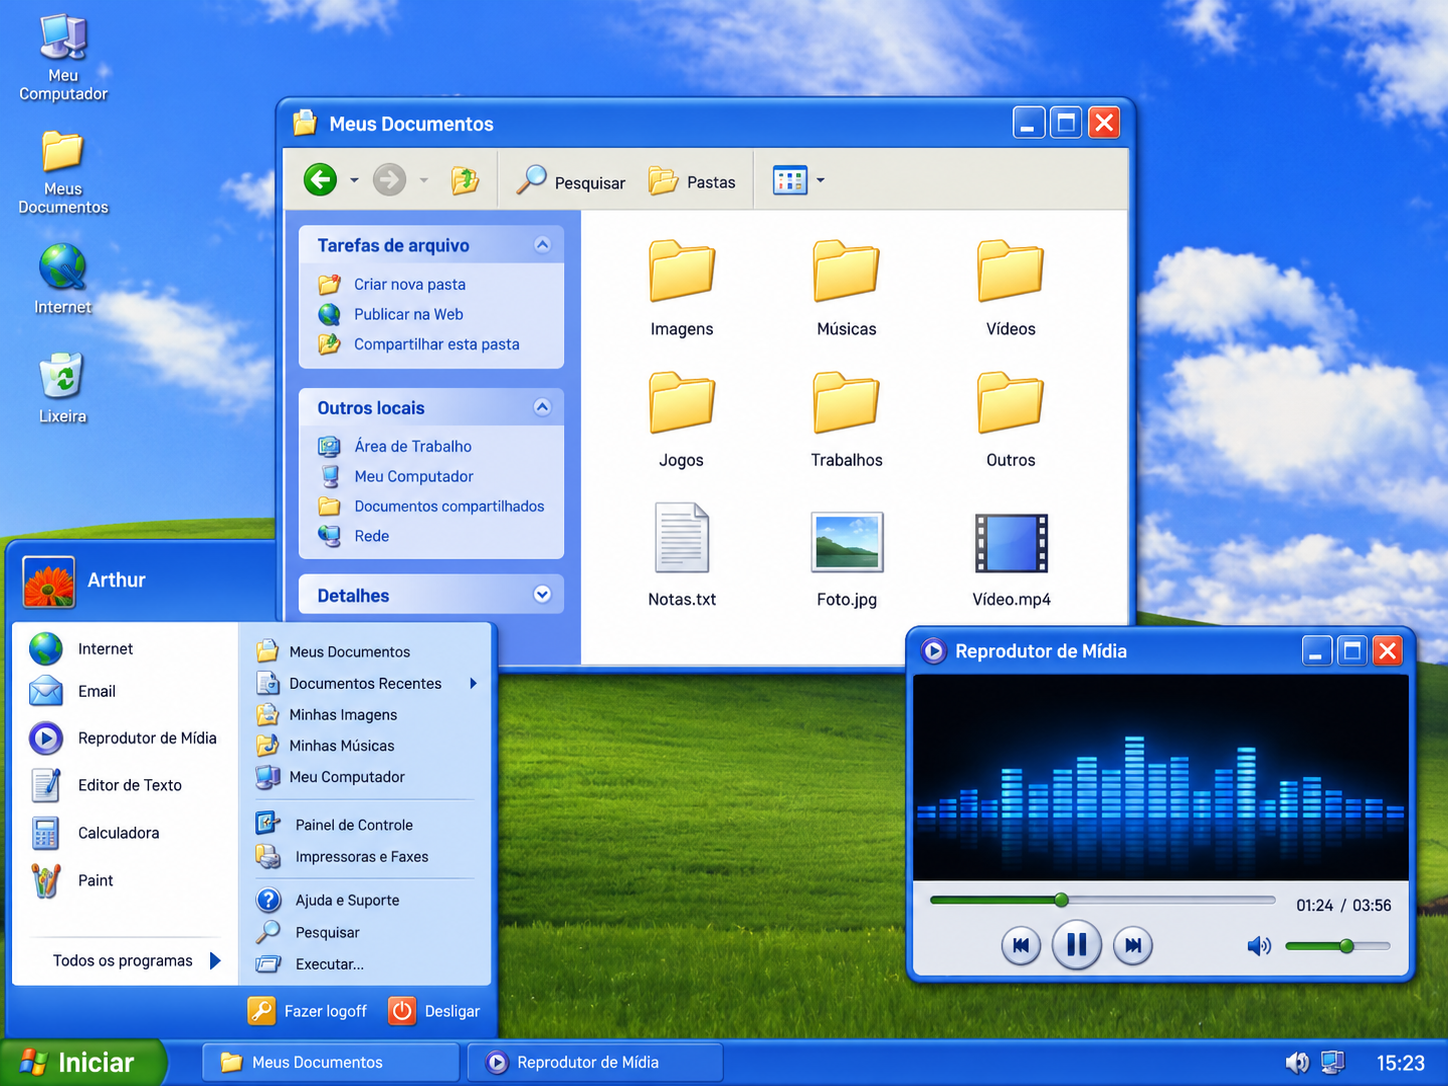 Meu
Computador
Meus
Documentos
Internet
Lixeira
Meus Documentos
Pesquisar
Pastas
Tarefas de arquivo
Criar nova pasta
Publicar na Web
Compartilhar esta pasta
Outros locais
Área de Trabalho
Meu Computador
Documentos compartilhados
Rede
Detalhes
Imagens
Músicas
Vídeos
Jogos
Trabalhos
Outros
Notas.txt
Foto.jpg
Vídeo.mp4
Arthur
Internet
Email
Reprodutor de Mídia
Editor de Texto
Calculadora
Paint
Todos os programas
Meus Documentos
Documentos Recentes
Minhas Imagens
Minhas Músicas
Meu Computador
Painel de Controle
Impressoras e Faxes
Ajuda e Suporte
Pesquisar
Executar...
Fazer logoff
Desligar
Reprodutor de Mídia
01:24 / 03:56
Iniciar
Meus Documentos
Reprodutor de Mídia
15:23